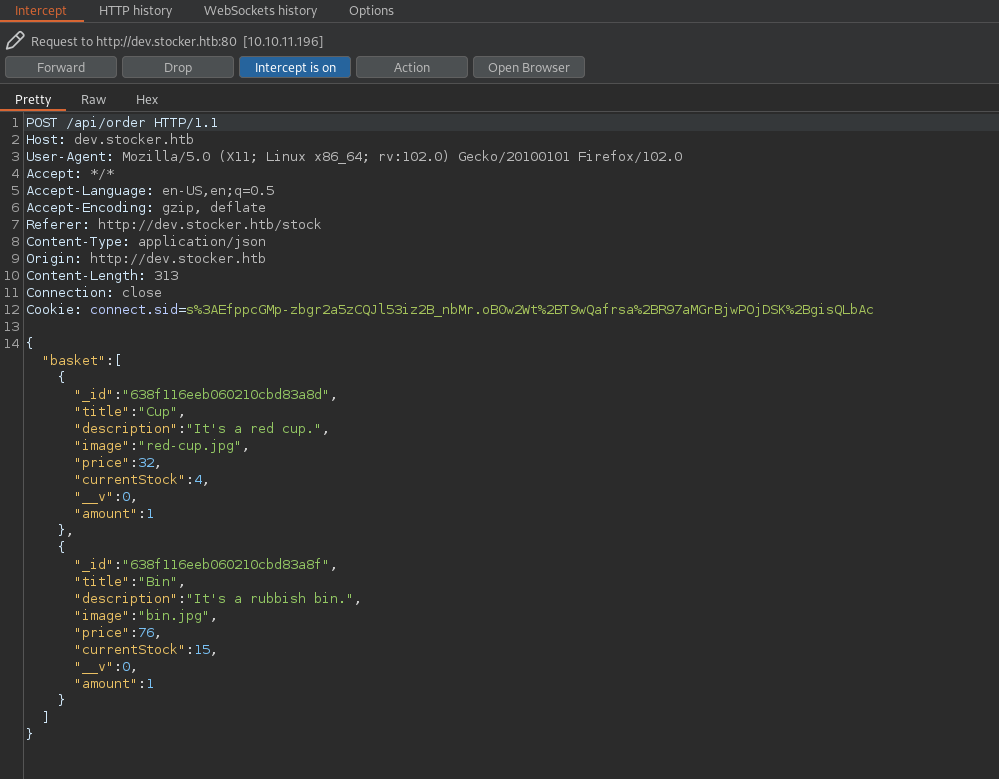 Intercept HTTP history WebSockets history Options
Request to http://dev.stocker.htb:80 [10.10.11.196]
Forward Drop Intercept is on Action Open Browser
Pretty Raw Hex
1 POST /api/order HTTP/1.1
2 Host: dev.stocker.htb
3 User-Agent: Mozilla/5.0 (X11; Linux x86_64; rv:102.0) Gecko/20100101 Firefox/102.0
4 Accept: */*
5 Accept-Language: en-US,en;q=0.5
6 Accept-Encoding: gzip, deflate
7 Referer: http://dev.stocker.htb/stock
8 Content-Type: application/json
9 Origin: http://dev.stocker.htb
10 Content-Length: 313
11 Connection: close
12 Cookie: connect.sid=s%3AEfppcGMp-zbgr2a5zCQJl53iz2B_nbMr.oBOw2Wt%2BT9wQafrsa%2BR97aMGrBjwPOjDSK%2BgisQLbAc
13
14 {
"basket":[
{
"_id":"638f116eeb060210cbd83a8d",
"title":"Cup",
"description":"It's a red cup.",
"image":"red-cup.jpg",
"price":32,
"currentStock":4,
"__v":0,
"amount":1
},
{
"_id":"638f116eeb060210cbd83a8f",
"title":"Bin",
"description":"It's a rubbish bin.",
"image":"bin.jpg",
"price":76,
"currentStock":15,
"__v":0,
"amount":1
}
]
}